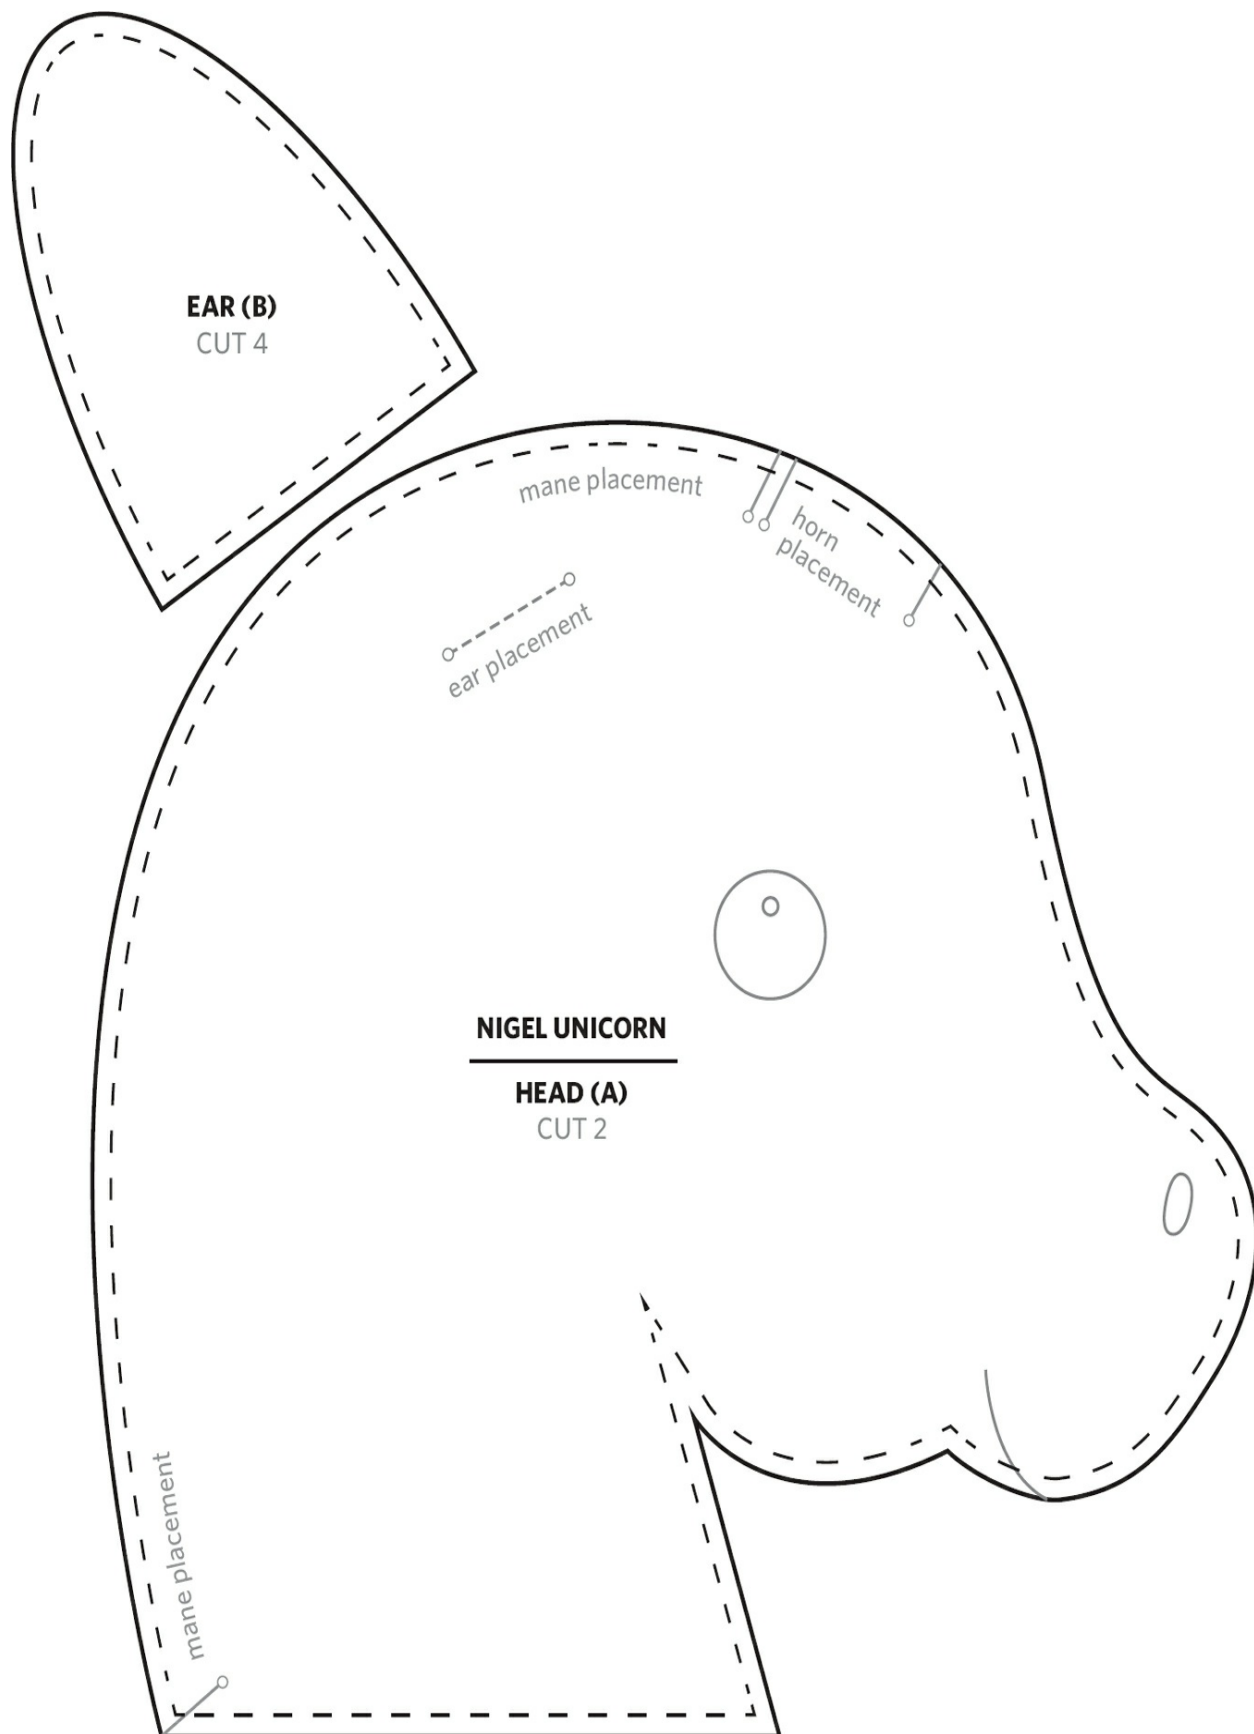 EAR (B)
CUT 4
mane placement
horn
placement
ear placement
NIGEL UNICORN
HEAD (A)
CUT 2
mane placement